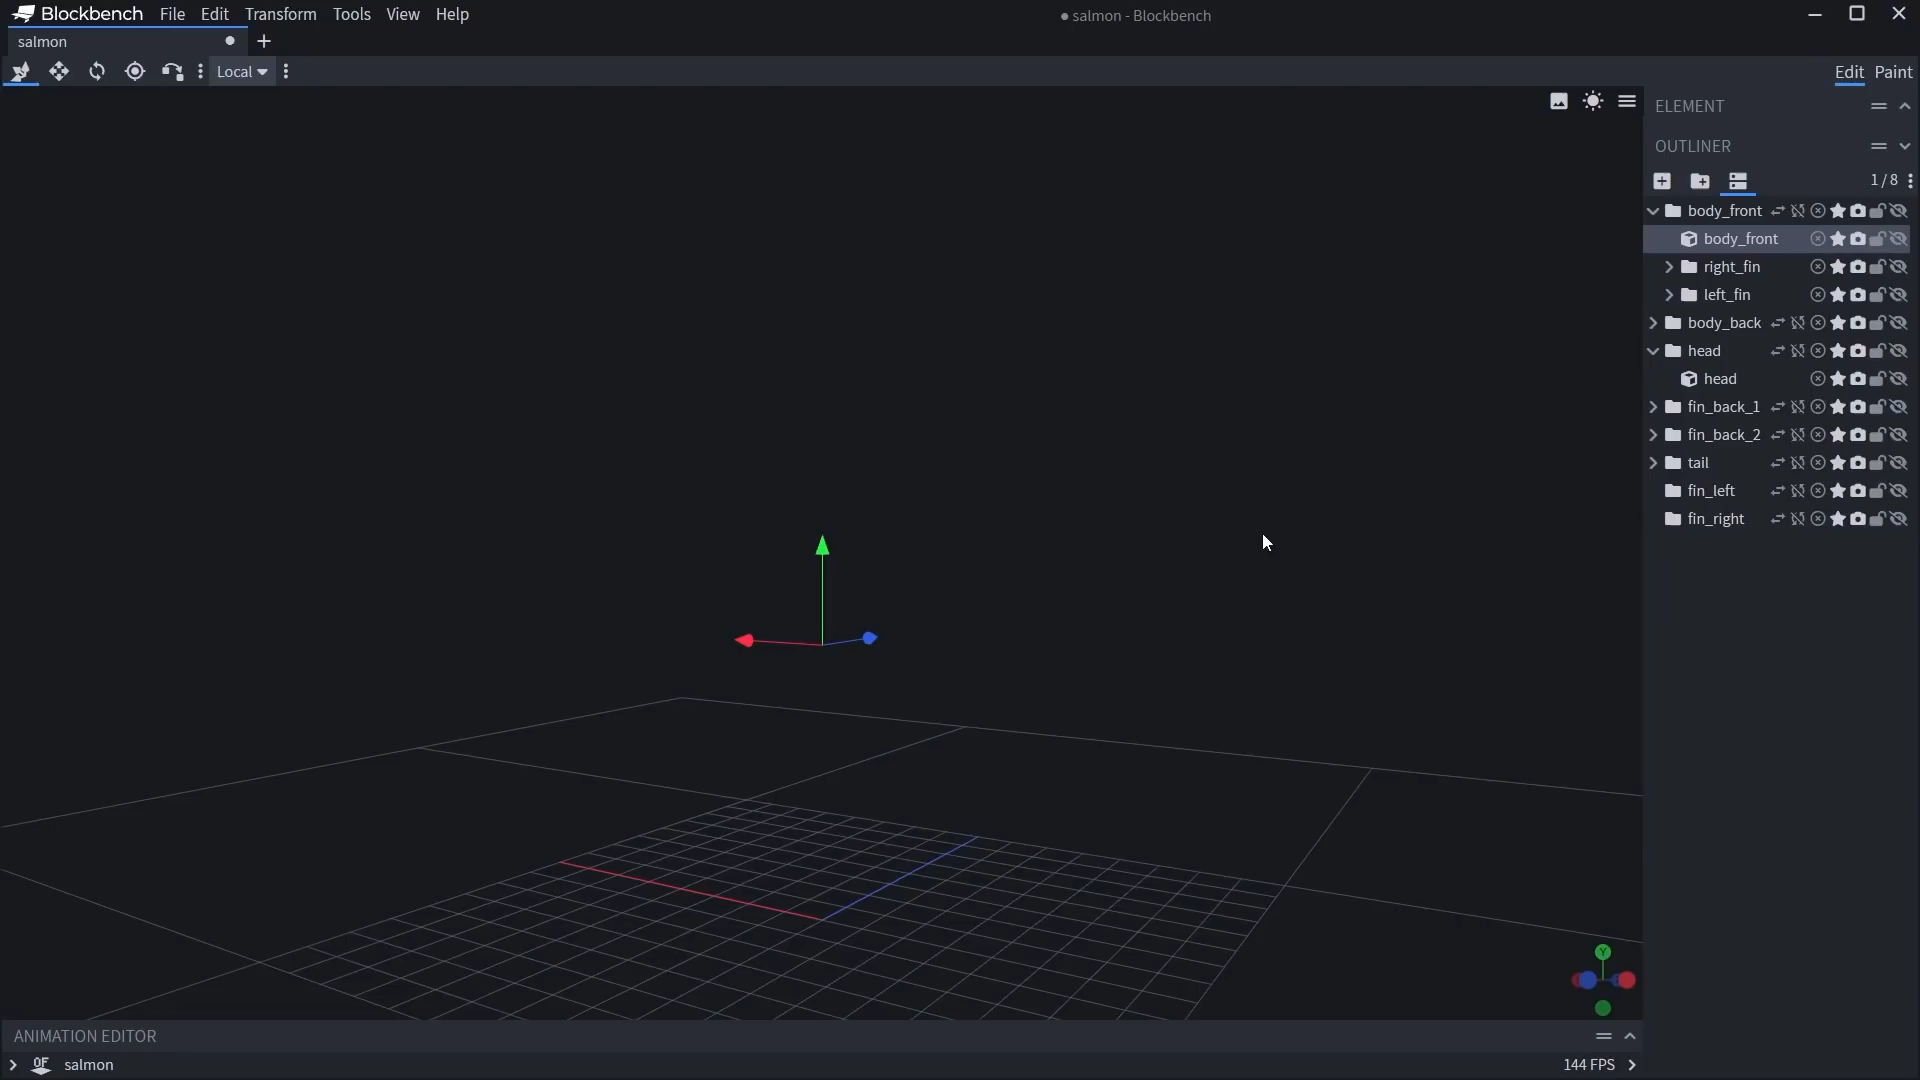 Blockbench File Edit Transform Tools View Help
● salmon - Blockbench
salmon
Local
Edit Paint
ELEMENT
OUTLINER
1 / 8
body_front
body_front
right_fin
left_fin
body_back
head
head
fin_back_1
fin_back_2
tail
fin_left
fin_right
Y
ANIMATION EDITOR
OF salmon
144 FPS